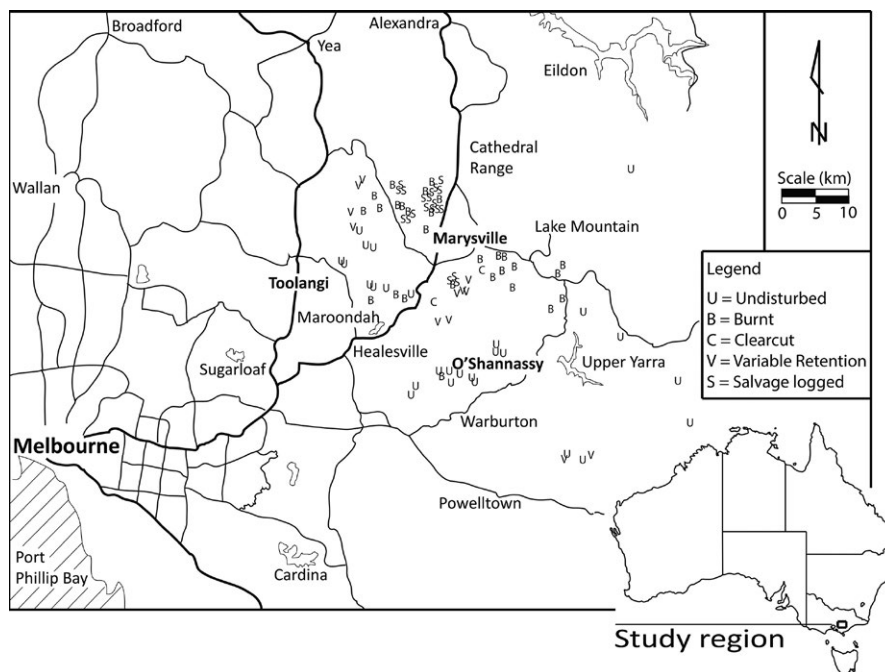 Broadford
Alexandra
Yea
Eildon
N
Cathedral
Range
Wallan
Scale (km)
0 5 10
Marysville
Lake Mountain
Toolangi
Legend
U = Undisturbed
B = Burnt
C = Clearcut
V = Variable Retention
S = Salvage logged
Maroondah
Healesville
Sugarloaf
O'Shannassy
Upper Yarra
Warburton
Melbourne
Powelltown
Port
Phillip Bay
Cardina
Study region